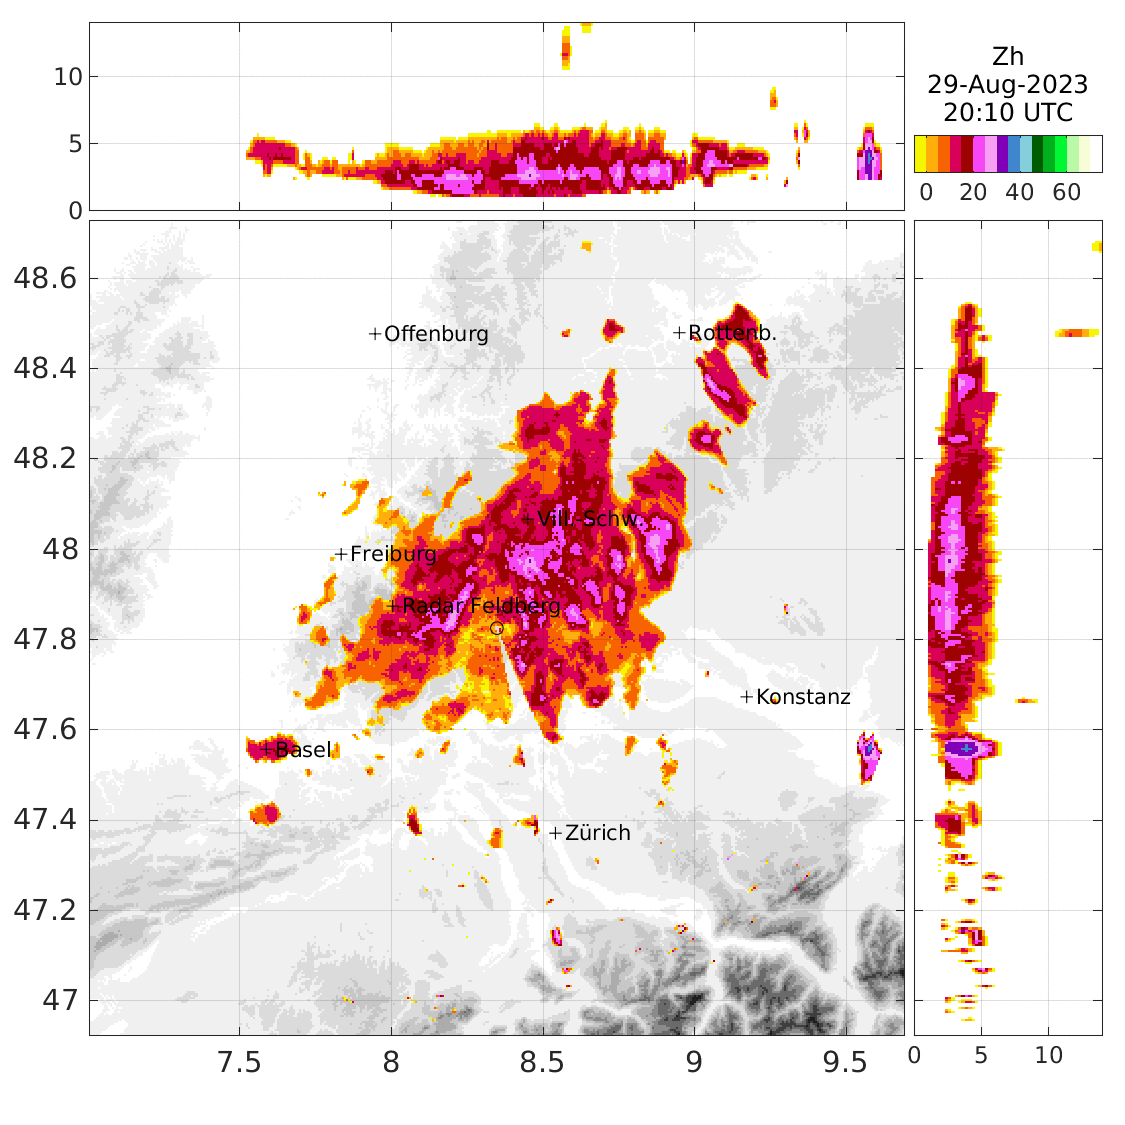 10
5
0
Zh
29-Aug-2023
20:10 UTC
0 20 40 60
48.6
48.4
48.2
48
47.8
47.6
47.4
47.2
47
+Offenburg
+Rottenb.
+Vill.-Schw.
+Freiburg
+Radar Feldberg
+Konstanz
+Basel
+Zürich
7.5 8 8.5 9 9.5
0 5 10